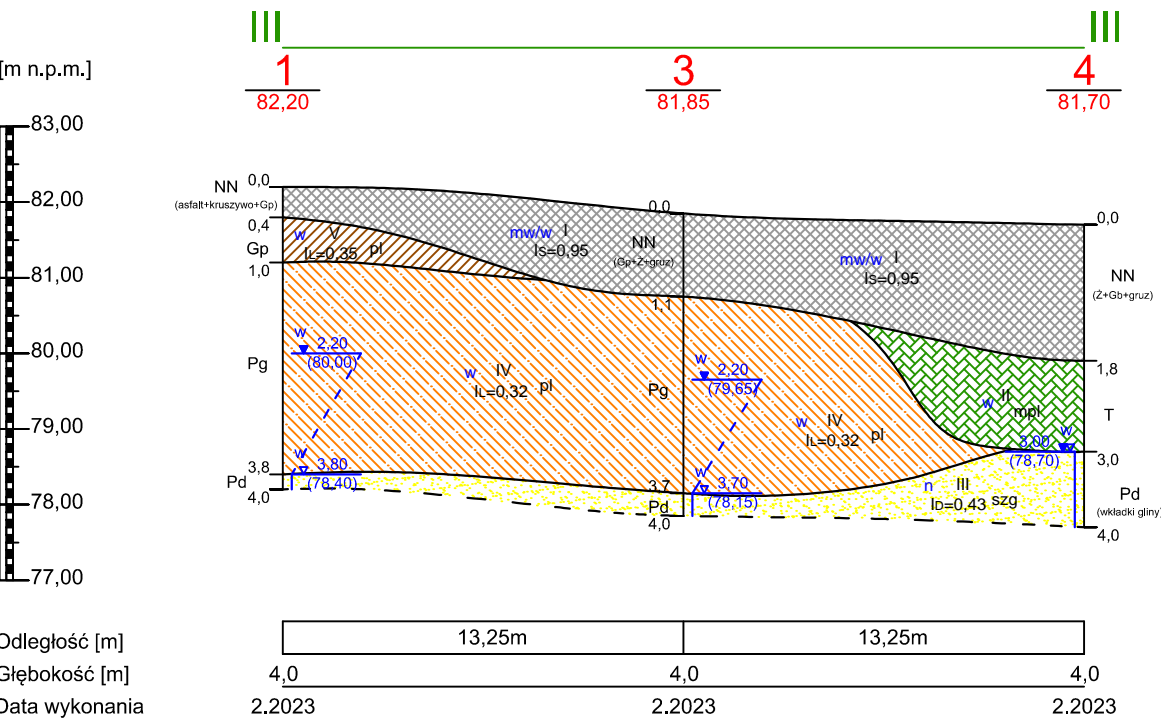 III III
[m n.p.m.]
1 3 4
82,20 81,85 81,70
83,00
82,00
81,00
80,00
79,00
78,00
77,00
NN 0,0
(asfalt+kruszywo+Gp)
0,4
Gp
1,0
Pg
3,8
Pd
4,0
w V
IL=0,35 pl
mw/w I
IS=0,95
0,0
NN
(Gp+Ż+gruz)
1,1
mw/w I
IS=0,95
0,0
NN
(Ż+Gb+gruz)
1,8
T
3,0
Pd
(wkładki gliny)
4,0
w
2,20
(80,00)
w IV
IL=0,32 pl
Pg
w
2,20
(79,65)
w IV
IL=0,32 pl
w II
mpl
w
3,00
(78,70)
w
3,80
(78,40)
3,7
Pd
4,0
w
3,70
(78,15)
n III
ID=0,43 szg
Odległość [m] 13,25m 13,25m
Głębokość [m] 4,0 4,0 4,0
Data wykonania 2.2023 2.2023 2.2023